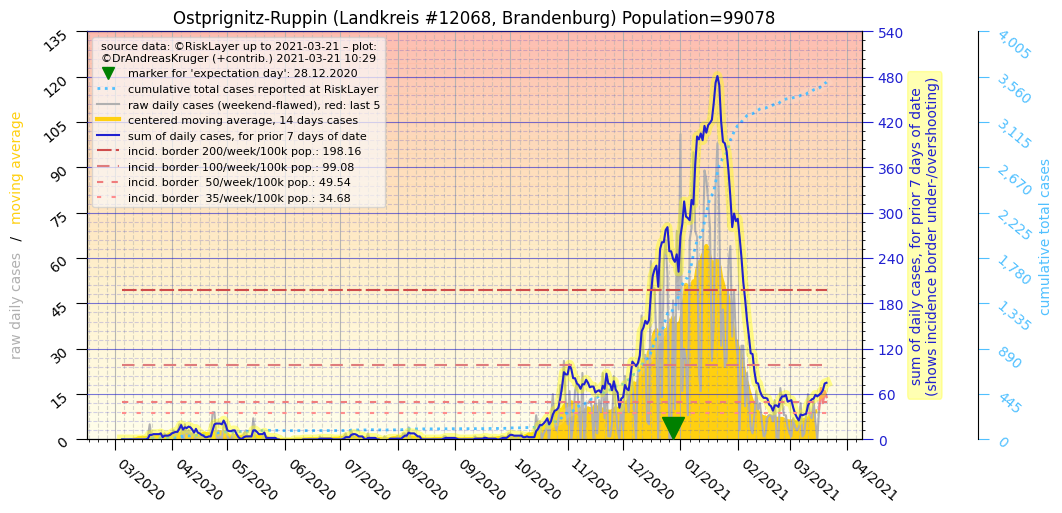 Ostprignitz-Ruppin (Landkreis #12068, Brandenburg) Population=99078
source data: ©RiskLayer up to 2021-03-21 – plot:
©DrAndreasKruger (+contrib.) 2021-03-21 10:29
marker for 'expectation day': 28.12.2020
cumulative total cases reported at RiskLayer
raw daily cases (weekend-flawed), red: last 5
centered moving average, 14 days cases
sum of daily cases, for prior 7 days of date
incid. border 200/week/100k pop.: 198.16
incid. border 100/week/100k pop.: 99.08
incid. border  50/week/100k pop.: 49.54
incid. border  35/week/100k pop.: 34.68
raw daily cases / moving average
135
120
105
90
75
60
45
30
15
0
03/2020
04/2020
05/2020
06/2020
07/2020
08/2020
09/2020
10/2020
11/2020
12/2020
01/2021
02/2021
03/2021
04/2021
540
480
420
360
300
240
180
120
60
0
sum of daily cases, for prior 7 days of date
(shows incidence border under-/overshooting)
4,005
3,560
3,115
2,670
2,225
1,780
1,335
890
445
0
cumulative total cases